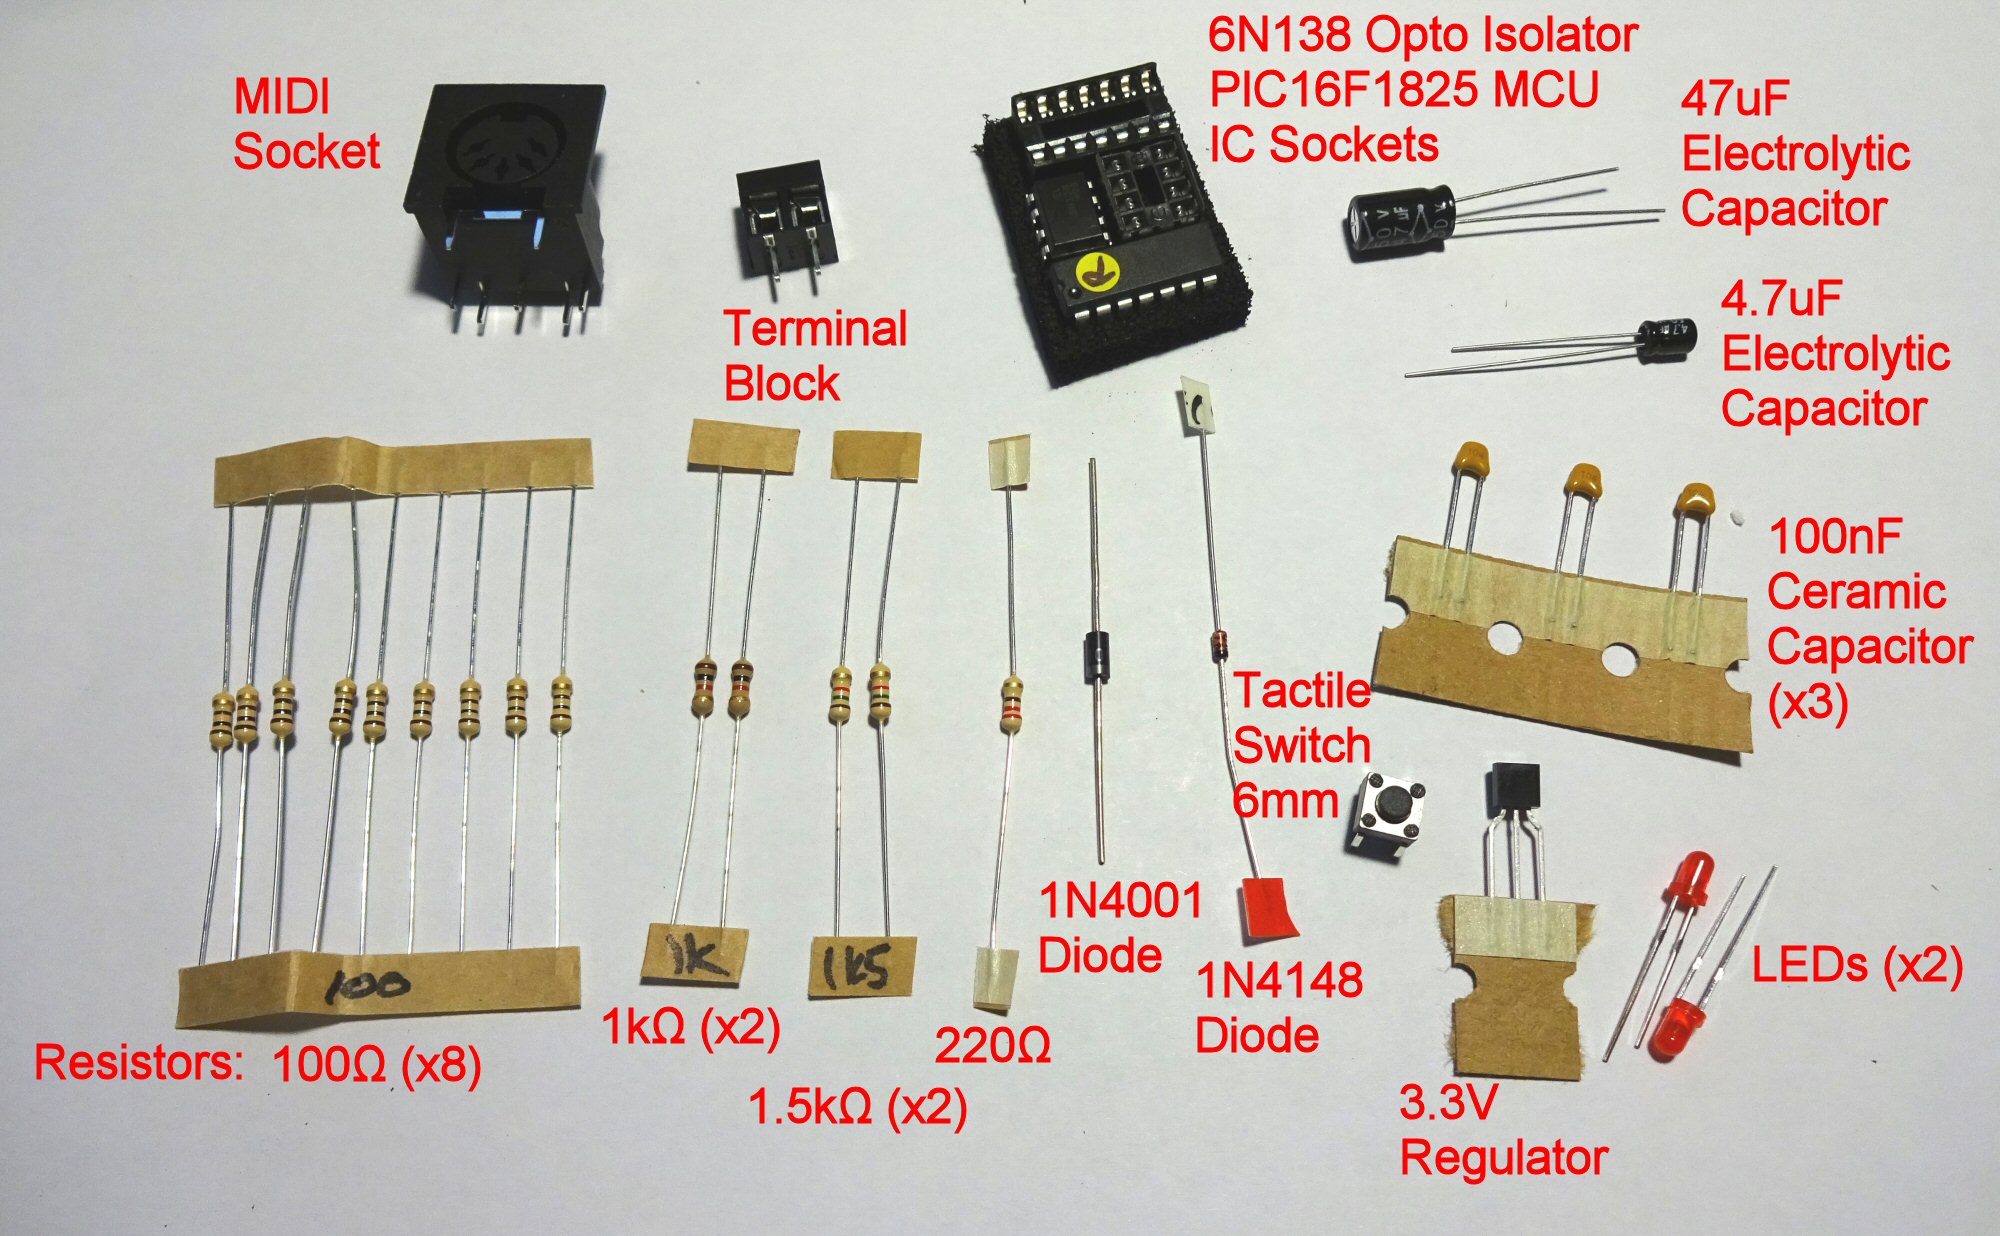 MIDI
Socket
Terminal
Block
6N138 Opto Isolator
PIC16F1825 MCU
IC Sockets
47uF
Electrolytic
Capacitor
4.7uF
Electrolytic
Capacitor
100nF
Ceramic
Capacitor
(x3)
Tactile
Switch
6mm
1N4001
Diode
1N4148
Diode
LEDs (x2)
3.3V
Regulator
100
1k
1k5
Resistors: 100Ω (x8)
1kΩ (x2)
1.5kΩ (x2)
220Ω
4.7